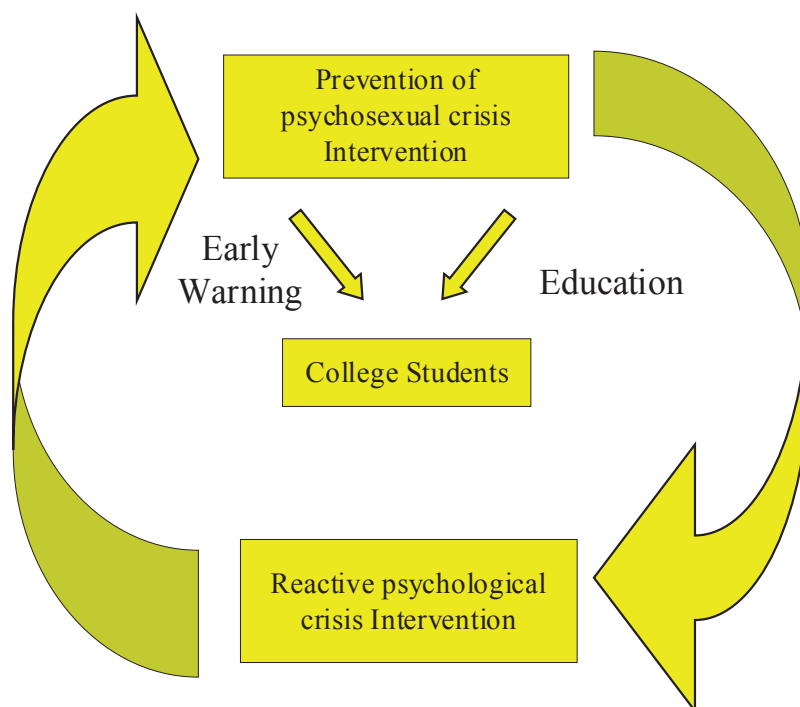 Prevention of
psychosexual crisis
Intervention
Early
Warning
Education
College Students
Reactive psychological
crisis Intervention